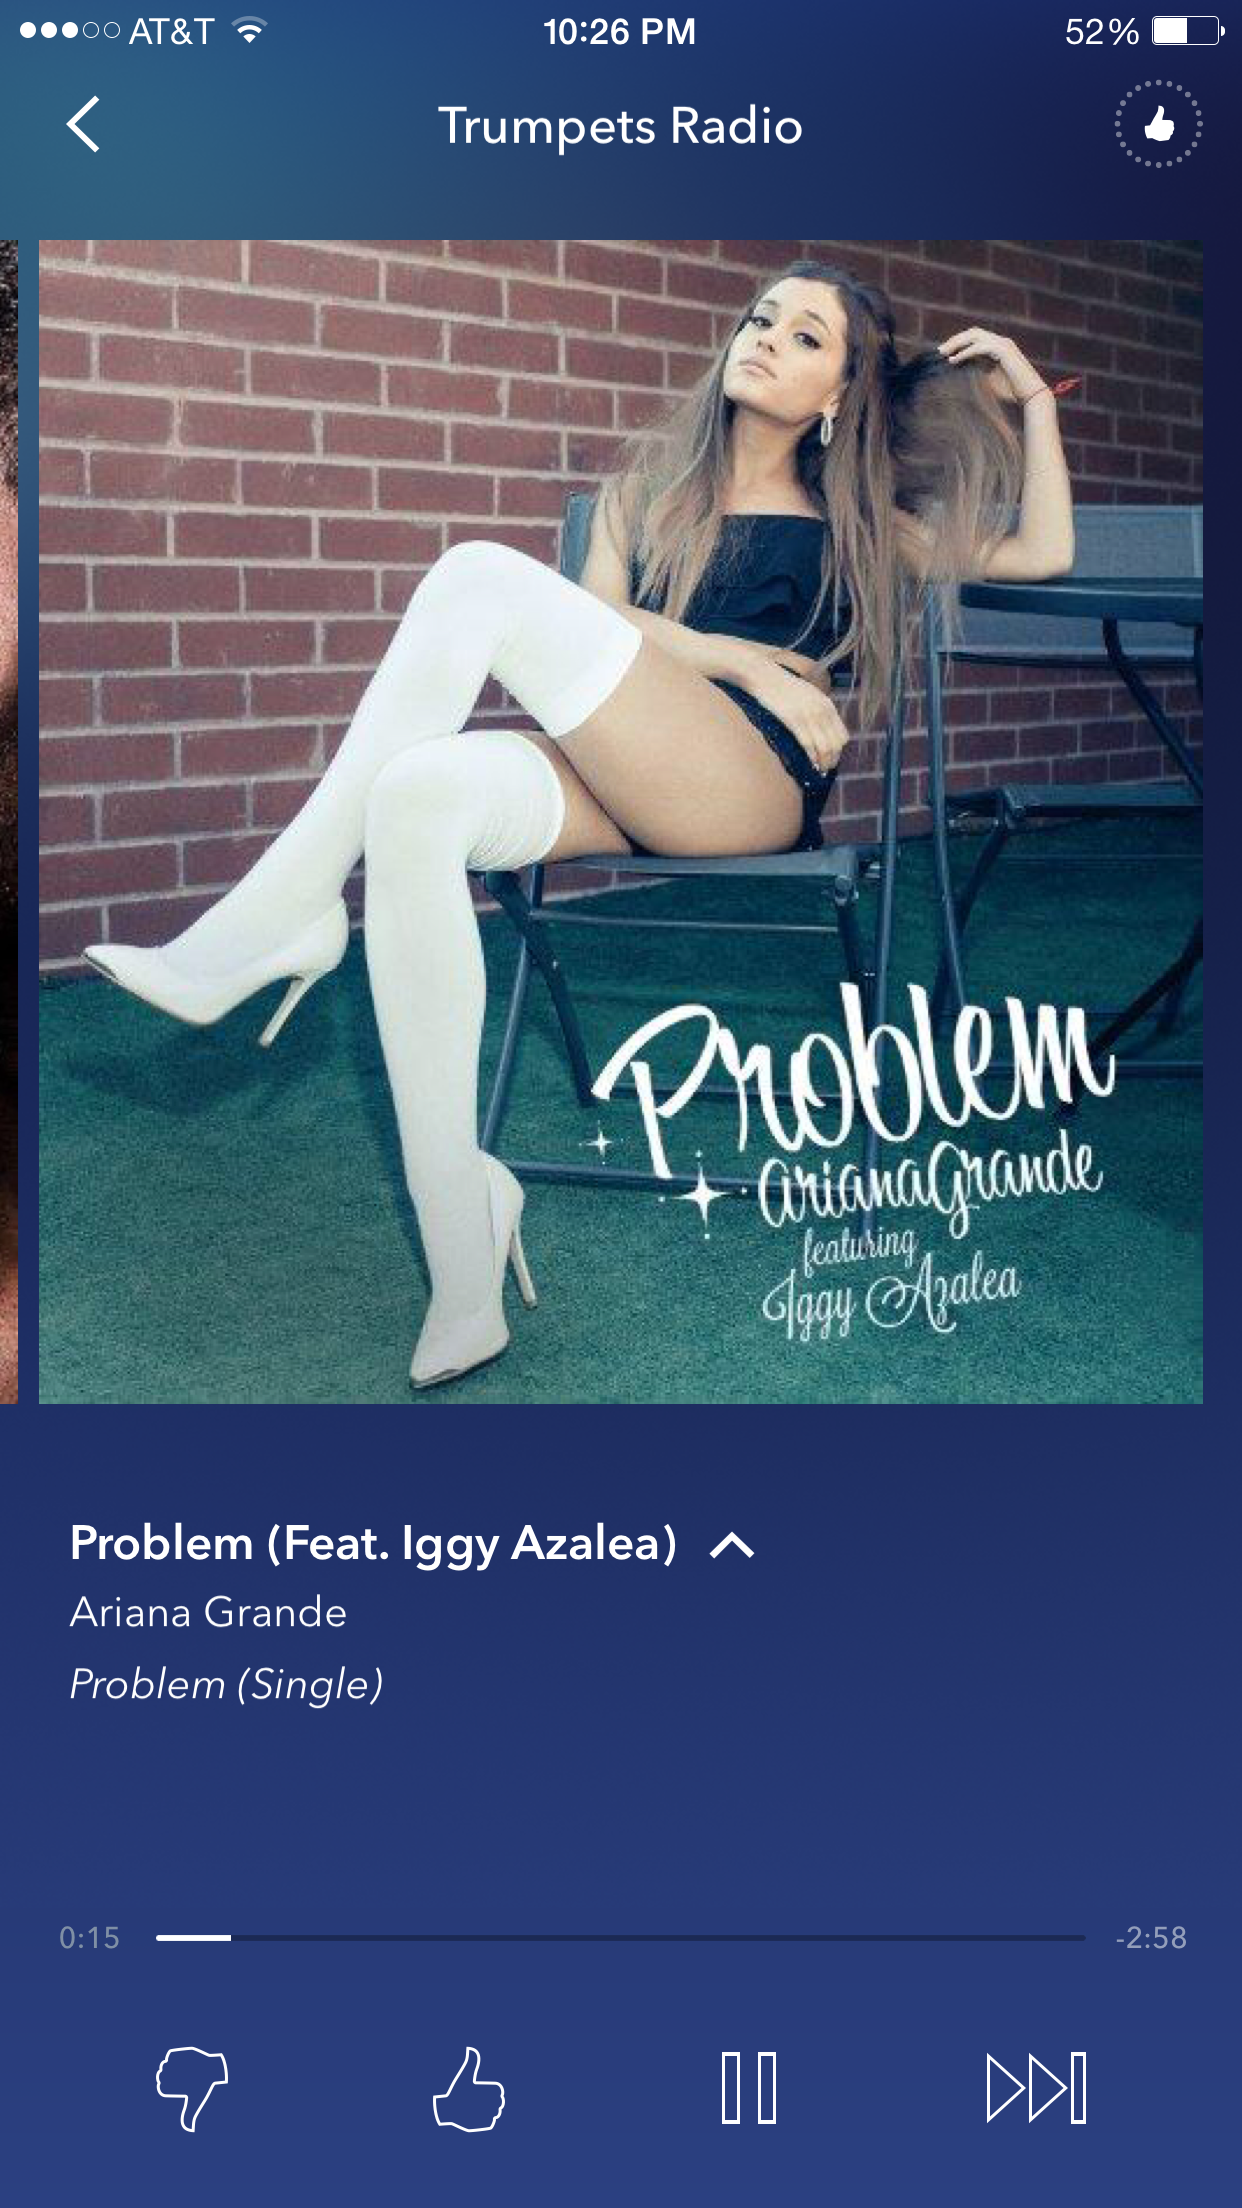 AT&T 10:26 PM 52%
Trumpets Radio
Problem
ArianaGrande
featuring
Iggy Azalea
Problem (Feat. Iggy Azalea)
Ariana Grande
Problem (Single)
0:15 -2:58